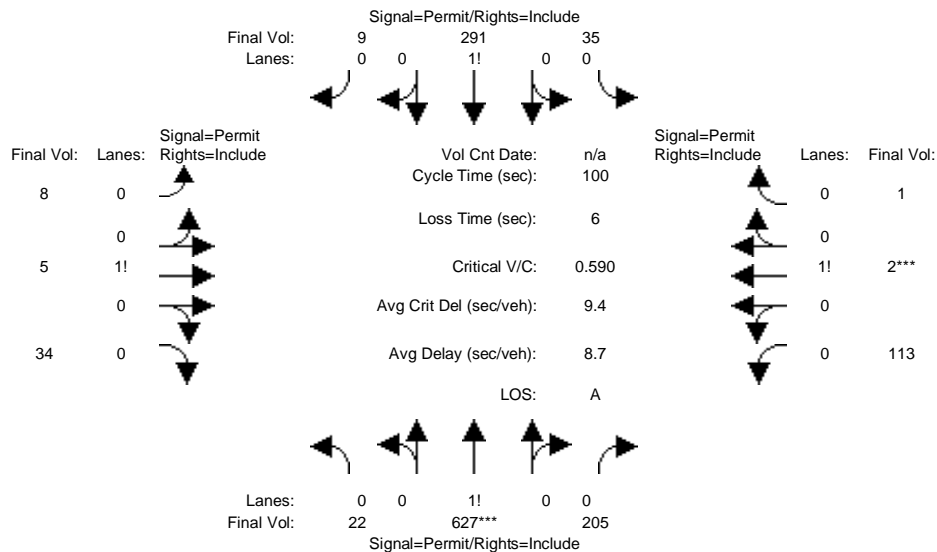 Signal=Permit/Rights=Include
Final Vol: 9 291 35
Lanes: 0 0 1! 0 0
Signal=Permit Signal=Permit
Final Vol: Lanes: Rights=Include Vol Cnt Date: n/a Rights=Include Lanes: Final Vol:
Cycle Time (sec): 100
8 0 0 1
Loss Time (sec): 6
0 0
5 1! Critical V/C: 0.590 1! 2***
0 Avg Crit Del (sec/veh): 9.4 0
34 0 Avg Delay (sec/veh): 8.7 0 113
LOS: A
Lanes: 0 0 1! 0 0
Final Vol: 22 627*** 205
Signal=Permit/Rights=Include